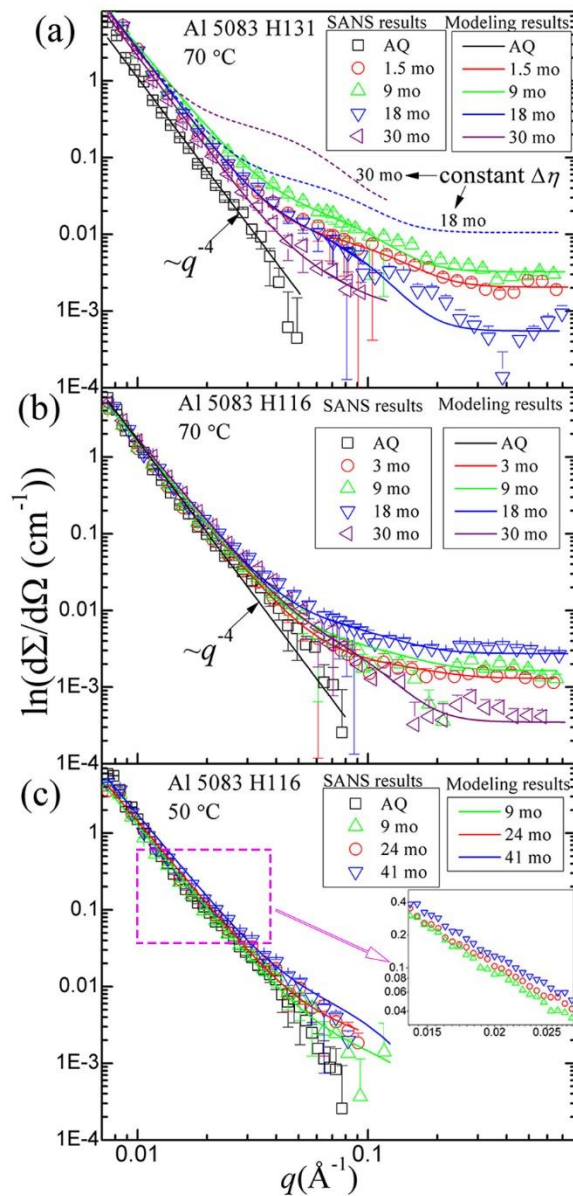 (a)
Al 5083 H131
70 °C
SANS results
AQ
1.5 mo
9 mo
18 mo
30 mo
Modeling results
AQ
1.5 mo
9 mo
18 mo
30 mo
30 mo
constant Δη
18 mo
~q⁻⁴
1
0.1
0.01
1E-3
1E-4
(b)
Al 5083 H116
70 °C
SANS results
AQ
3 mo
9 mo
18 mo
30 mo
Modeling results
AQ
3 mo
9 mo
18 mo
30 mo
~q⁻⁴
1
0.1
0.01
1E-3
1E-4
ln(dΣ/dΩ (cm⁻¹)
(c)
Al 5083 H116
50 °C
SANS results
AQ
9 mo
24 mo
41 mo
Modeling results
9 mo
24 mo
41 mo
0.4
0.2
0.1
0.08
0.06
0.04
0.015
0.020
0.025
1
0.1
0.01
1E-3
1E-4
0.01
0.1
q(Å⁻¹)